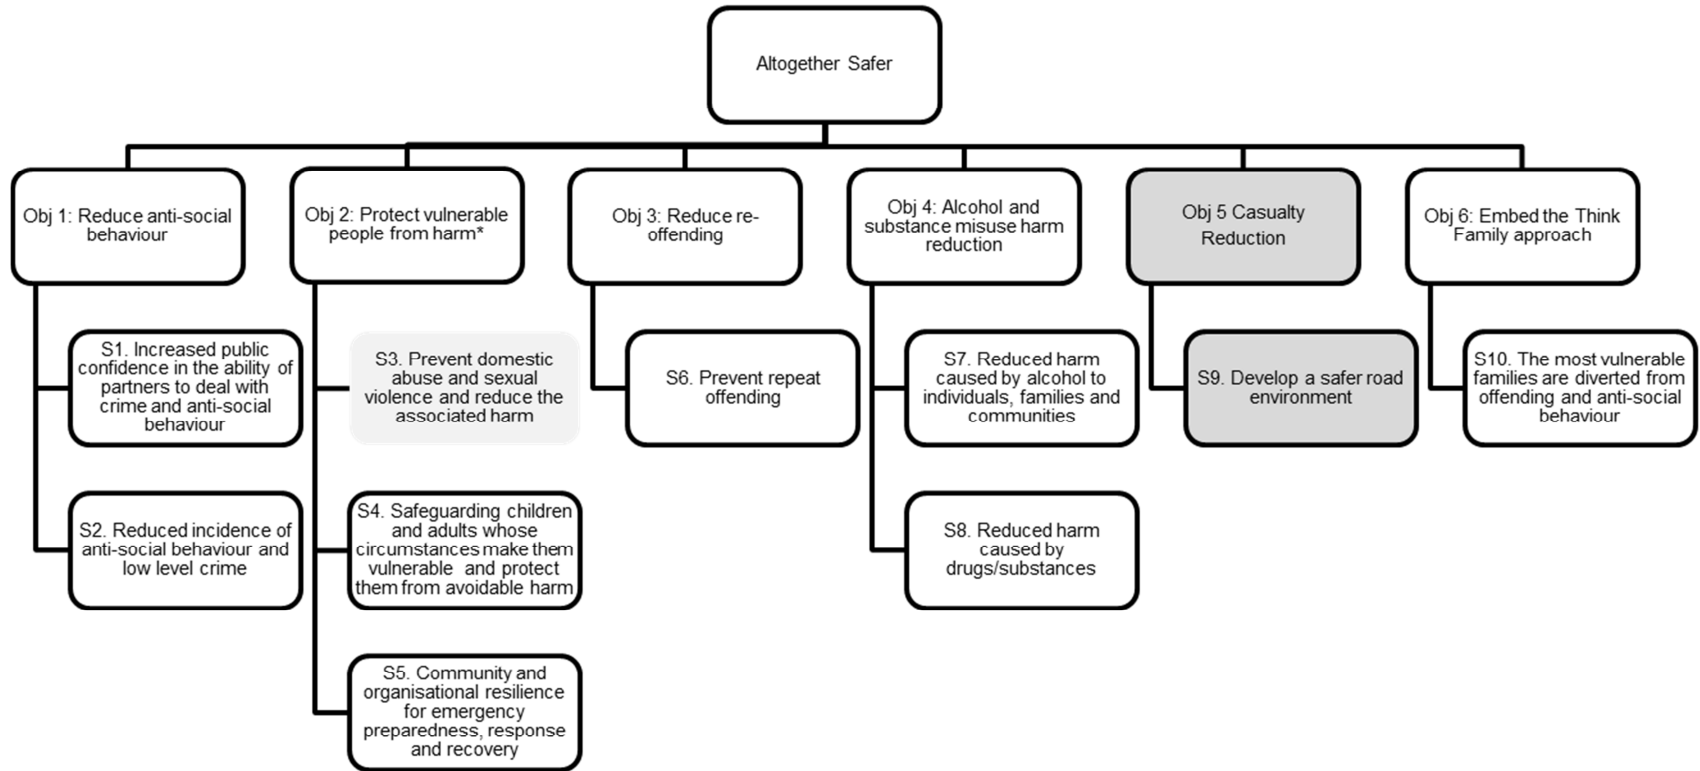 Altogether Safer
Obj 1: Reduce anti-social
behaviour
Obj 2: Protect vulnerable
people from harm*
Obj 3: Reduce re-
offending
Obj 4: Alcohol and
substance misuse harm
reduction
Obj 5 Casualty
Reduction
Obj 6: Embed the Think
Family approach
S1. Increased public
confidence in the ability of
partners to deal with
crime and anti-social
behaviour
S2. Reduced incidence of
anti-social behaviour and
low level crime
S3. Prevent domestic
abuse and sexual
violence and reduce the
associated harm
S4. Safeguarding children
and adults whose
circumstances make them
vulnerable and protect
them from avoidable harm
S5. Community and
organisational resilience
for emergency
preparedness, response
and recovery
S6. Prevent repeat
offending
S7. Reduced harm
caused by alcohol to
individuals, families and
communities
S8. Reduced harm
caused by
drugs/substances
S9. Develop a safer road
environment
S10. The most vulnerable
families are diverted from
offending and anti-social
behaviour